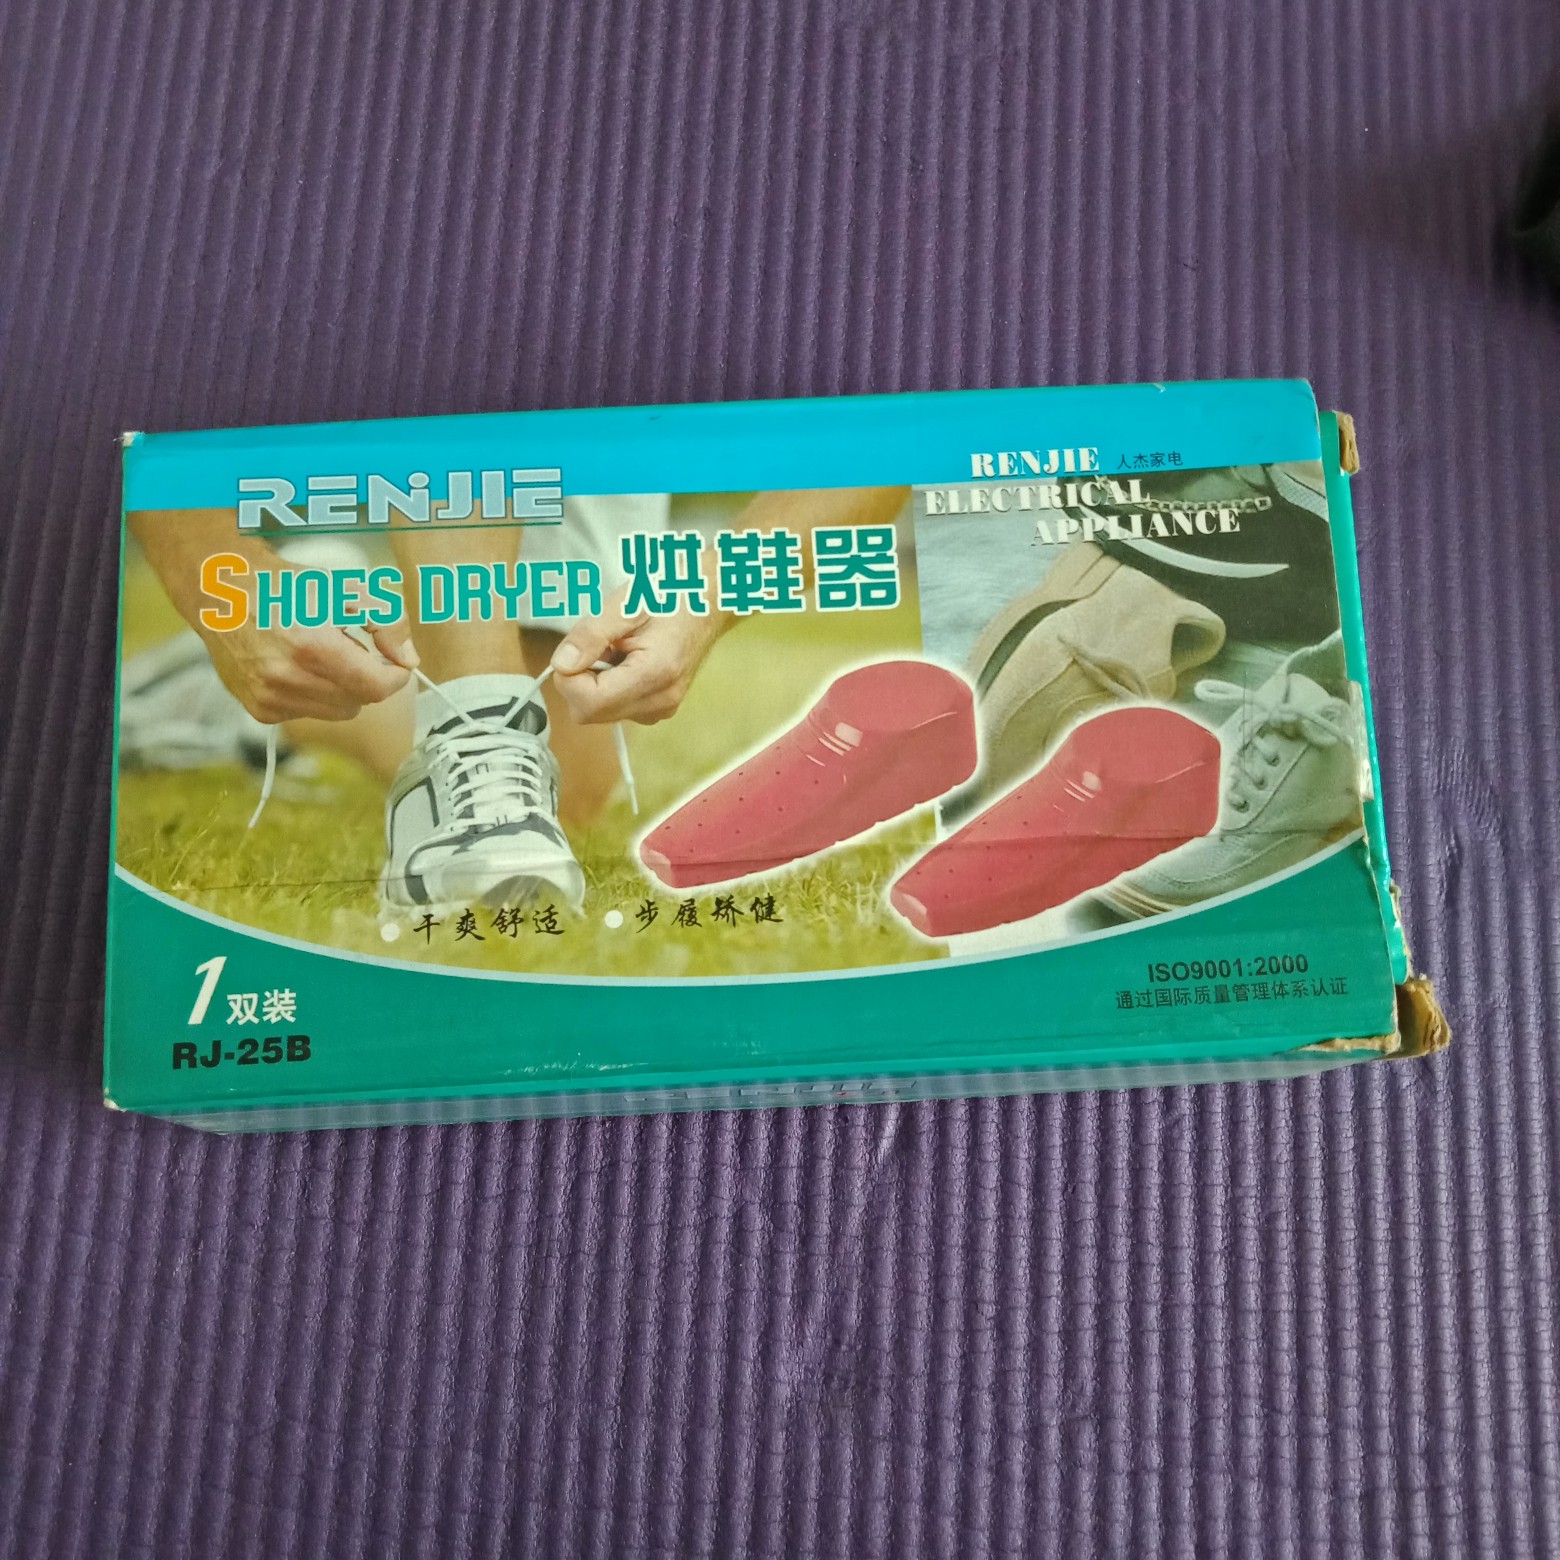 RENJIE
SHOES DRYER 烘鞋器
RENJIE 人杰家电
ELECTRICAL
APPLIANCE
干爽舒适 步履矫健
1双装
RJ-25B
ISO9001:2000
通过国际质量管理体系认证